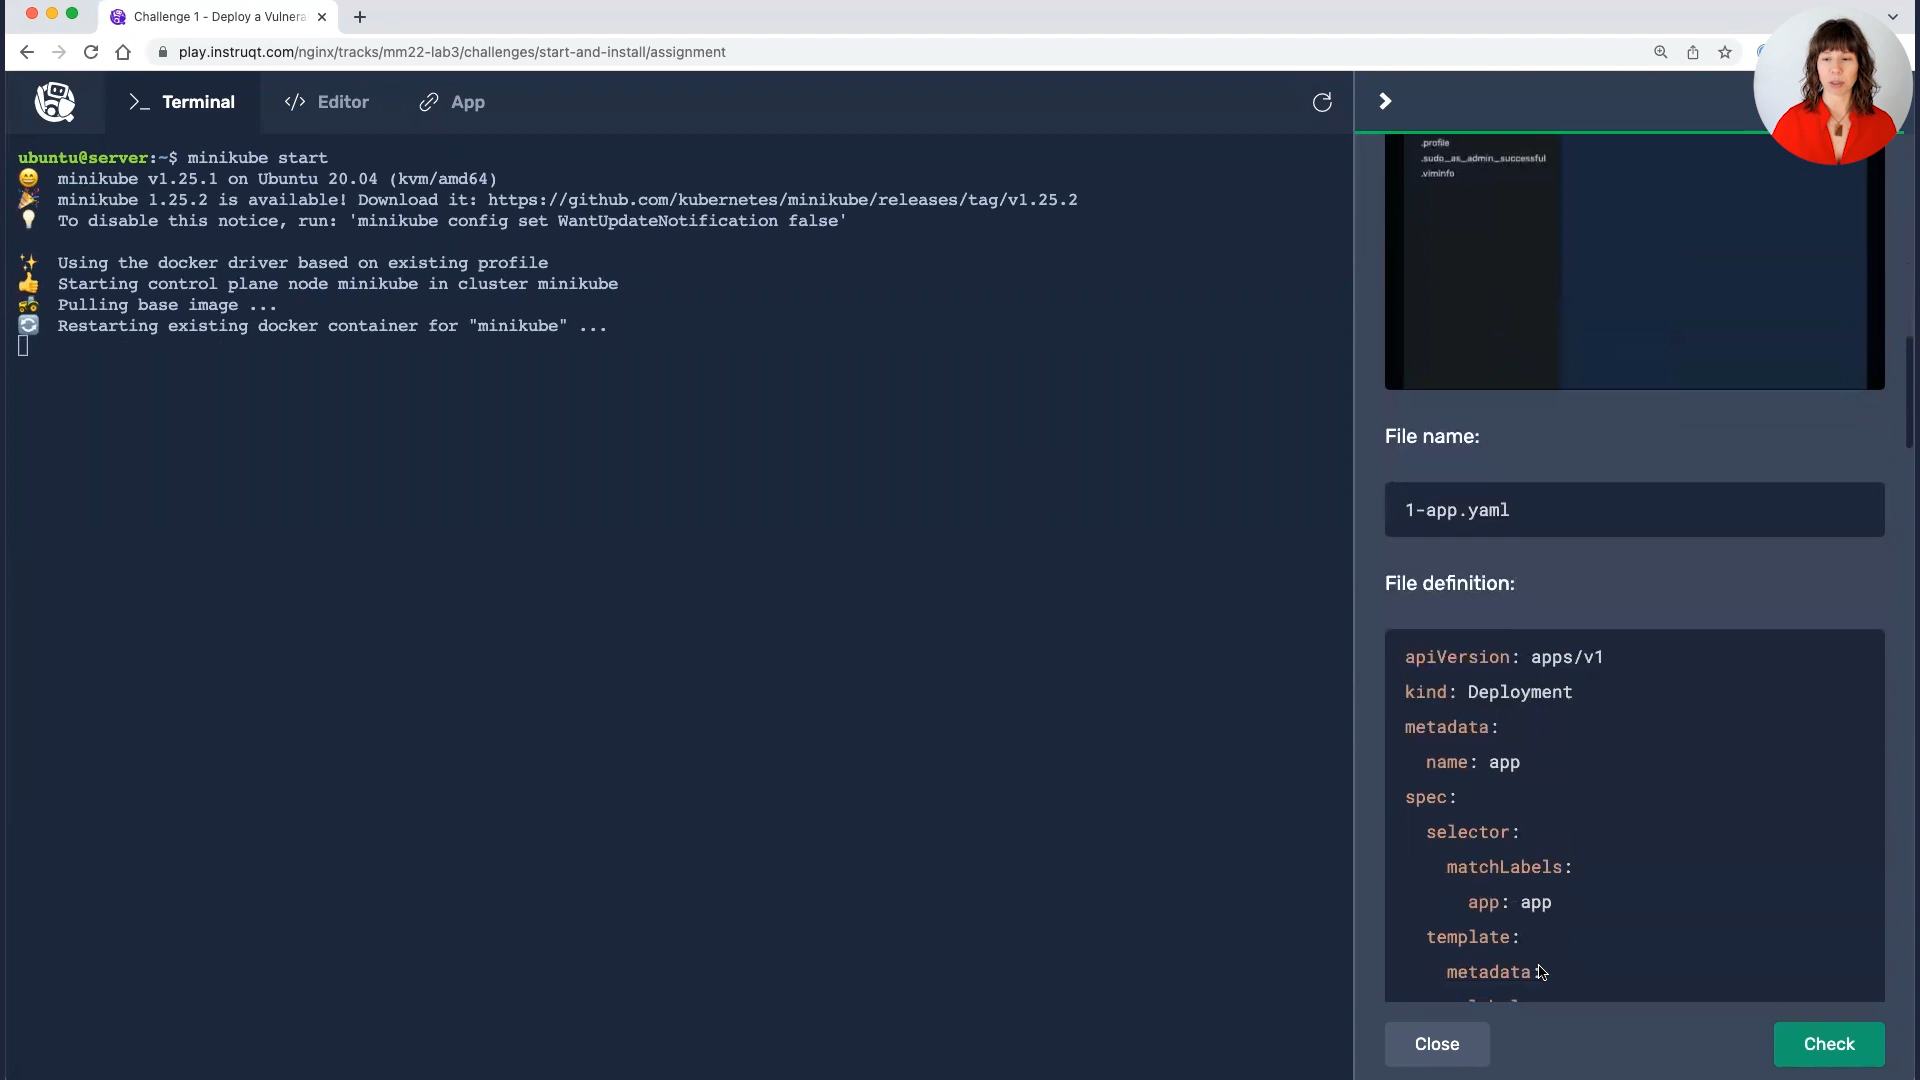 Challenge 1 - Deploy a Vulnera
play.instruqt.com/nginx/tracks/mm22-lab3/challenges/start-and-install/assignment
>_ Terminal
</> Editor
App
ubuntu@server:~$ minikube start
minikube v1.25.1 on Ubuntu 20.04 (kvm/amd64)
minikube 1.25.2 is available! Download it: https://github.com/kubernetes/minikube/releases/tag/v1.25.2
To disable this notice, run: 'minikube config set WantUpdateNotification false'
Using the docker driver based on existing profile
Starting control plane node minikube in cluster minikube
Pulling base image ...
Restarting existing docker container for "minikube" ...
.profile
.sudo_as_admin_successful
.viminfo
File name:
1-app.yaml
File definition:
apiVersion: apps/v1
kind: Deployment
metadata:
name: app
spec:
selector:
matchLabels:
app: app
template:
metadata:
Close
Check